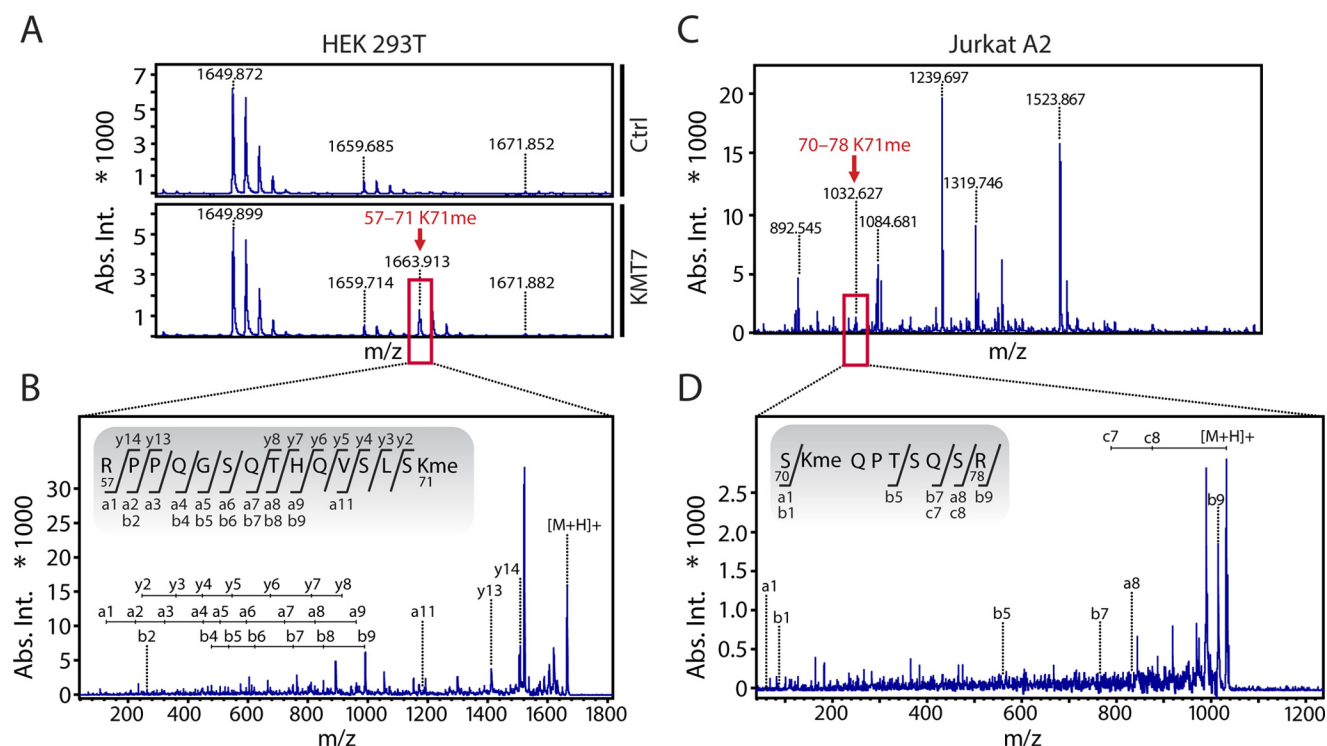 A
HEK 293T
Abs. Int. * 1000
7
5
3
1
1649.872
1659.685
1671.852
Ctrl
5
3
1
1649.899
57–71 K71me
1663.913
1659.714
1671.882
KMT7
m/z
C
Jurkat A2
Abs. Int. * 1000
20
15
10
5
0
1239.697
1523.867
70–78 K71me
1032.627
1319.746
892.545
1084.681
m/z
B
Abs. Int. * 1000
30
25
20
15
10
5
0
y14 y13 y8 y7 y6 y5 y4 y3 y2
R P P Q G S Q T H Q V S L S Kme
57 71
a1 a2 a3 a4 a5 a6 a7 a8 a9 a11
b2 b4 b5 b6 b7 b8 b9
[M+H]+
y14
y13
y2 y3 y4 y5 y6 y7 y8
a1 a2 a3 a4 a5 a6 a7 a8 a9 a11
b2 b4 b5 b6 b7 b8 b9
200 400 600 800 1000 1200 1400 1600 1800
m/z
D
Abs. Int. * 1000
2.5
2.0
1.5
1.0
0.5
0
S Kme Q P T S Q S R
70 78
a1 b5 b7 a8 b9
b1 c7 c8
c7 c8 [M+H]+
b9
a1
b1
b5
b7
a8
200 400 600 800 1000 1200
m/z